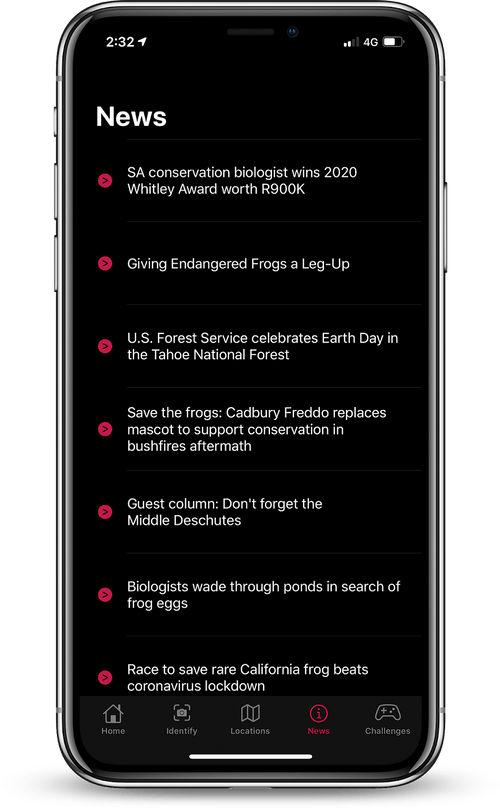 2:32
4G
News
SA conservation biologist wins 2020
Whitley Award worth R900K
Giving Endangered Frogs a Leg-Up
U.S. Forest Service celebrates Earth Day in
the Tahoe National Forest
Save the frogs: Cadbury Freddo replaces
mascot to support conservation in
bushfires aftermath
Guest column: Don't forget the
Middle Deschutes
Biologists wade through ponds in search of
frog eggs
Race to save rare California frog beats
coronavirus lockdown
Home
Identify
Locations
News
Challenges